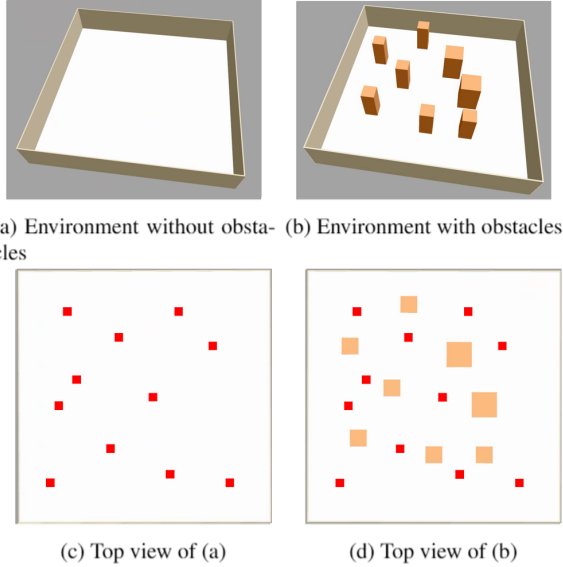 a) Environment without obsta-
cles
(b) Environment with obstacles
(c) Top view of (a)
(d) Top view of (b)